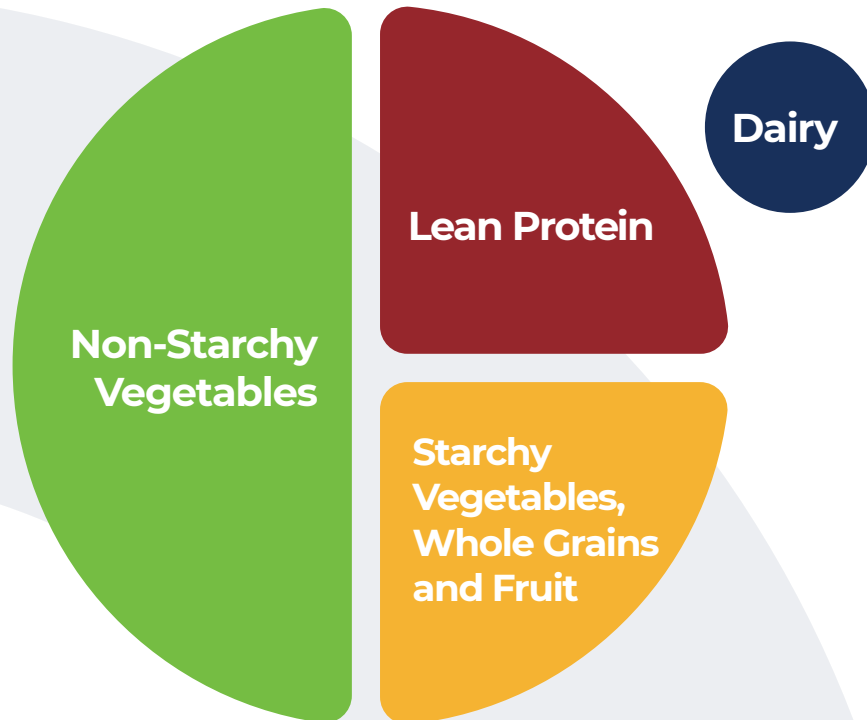 Non-Starchy
Vegetables
Lean Protein
Dairy
Starchy
Vegetables,
Whole Grains
and Fruit